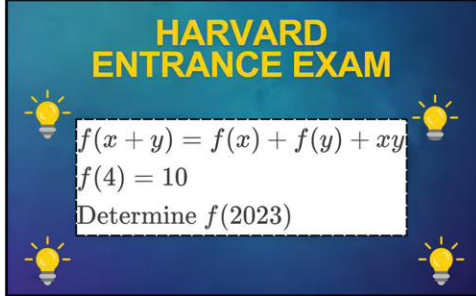 HARVARD
ENTRANCE EXAM
f(x + y) = f(x) + f(y) + xy
f(4) = 10
Determine f(2023)